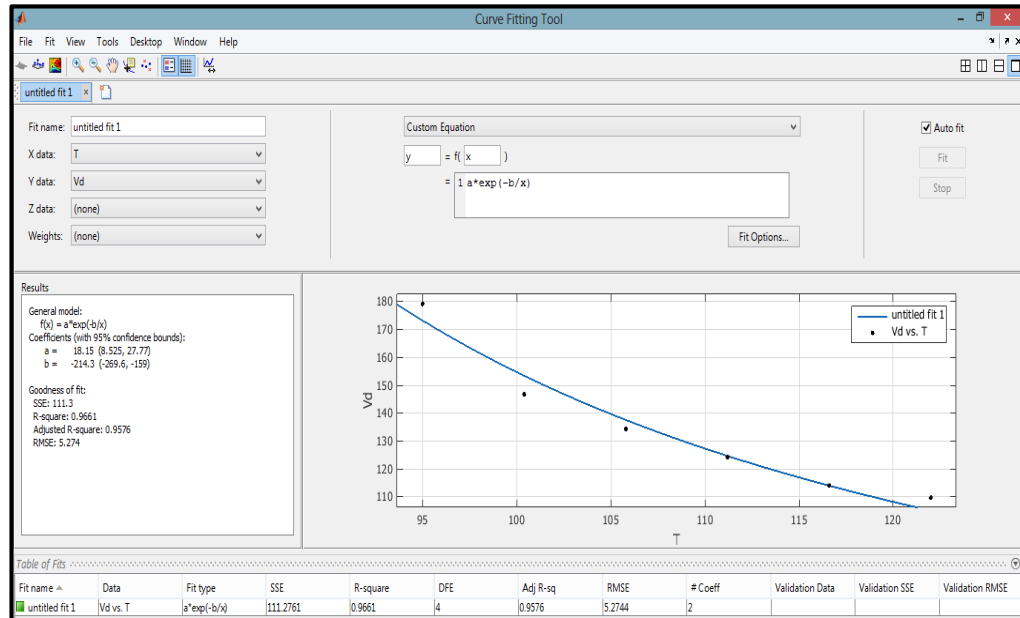 Curve Fitting Tool
File Fit View Tools Desktop Window Help
untitled fit 1
Fit name: untitled fit 1
X data: T
Y data: Vd
Z data: (none)
Weights: (none)
Custom Equation
y = f( x )
= 1 a*exp(-b/x)
Fit Options...
Auto fit
Fit
Stop
Results
General model:
f(x) = a*exp(-b/x)
Coefficients (with 95% confidence bounds):
a = 18.15 (8.525, 27.77)
b = -214.3 (-269.6, -159)
Goodness of fit:
SSE: 111.3
R-square: 0.9661
Adjusted R-square: 0.9576
RMSE: 5.274
180
170
160
150
140
130
120
110
Vd
95 100 105 110 115 120
T
untitled fit 1
Vd vs. T
Table of Fits
Fit name Data Fit type SSE R-square DFE Adj R-sq RMSE # Coeff Validation Data Validation SSE Validation RMSE
untitled fit 1 Vd vs. T a*exp(-b/x) 111.2761 0.9661 4 0.9576 5.2744 2